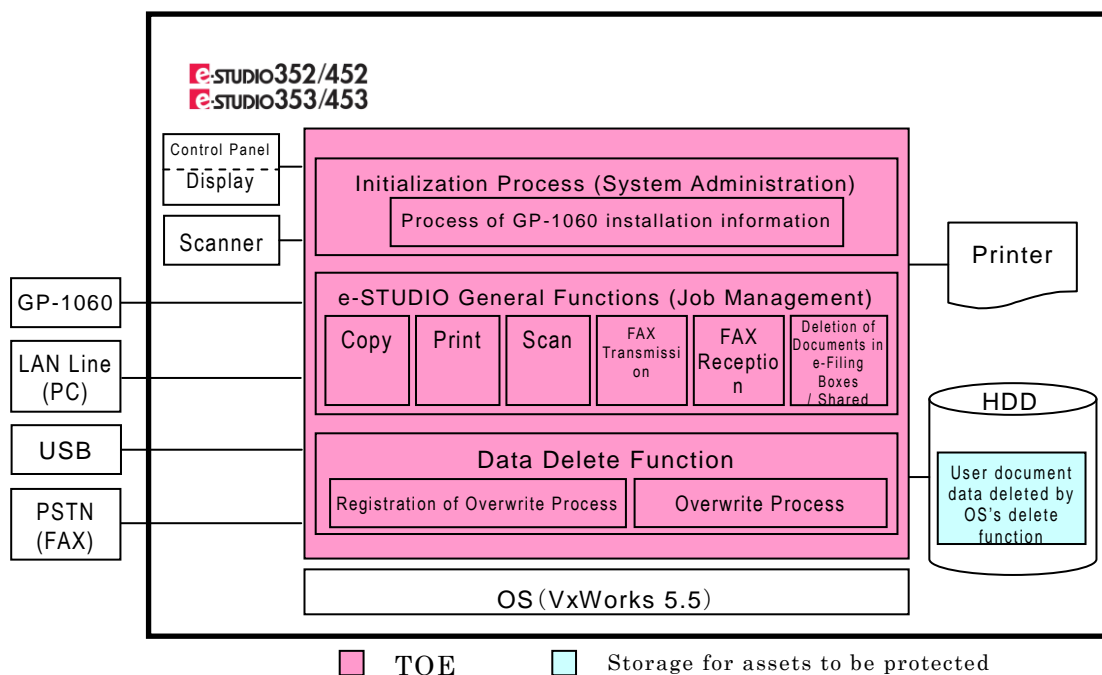 e-STUDIO352/452
e-STUDIO353/453
Control Panel
Display
Scanner
GP-1060
LAN Line
(PC)
USB
PSTN
(FAX)
Initialization Process (System Administration)
Process of GP-1060 installation information
e-STUDIO General Functions (Job Management)
Copy
Print
Scan
FAX
Transmissi
on
FAX
Receptio
n
Deletion of
Documents in
e-Filing
Boxes
/ Shared
Data Delete Function
Registration of Overwrite Process
Overwrite Process
OS(VxWorks 5.5)
Printer
HDD
User document
data deleted by
OS's delete
function
TOE
Storage for assets to be protected